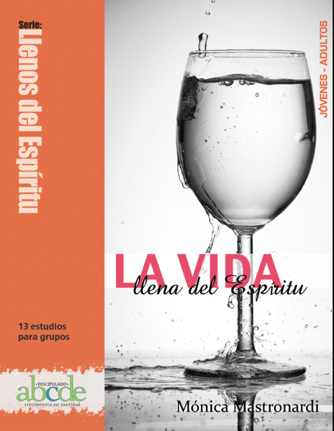 Serie:
Llenos del Espíritu
JÓVENES - ADULTOS
LA VIDA
llena del Espíritu
13 estudios
para grupos
DISCIPULADO
abcde
crecimiento en santidad
Mónica Mastronardi